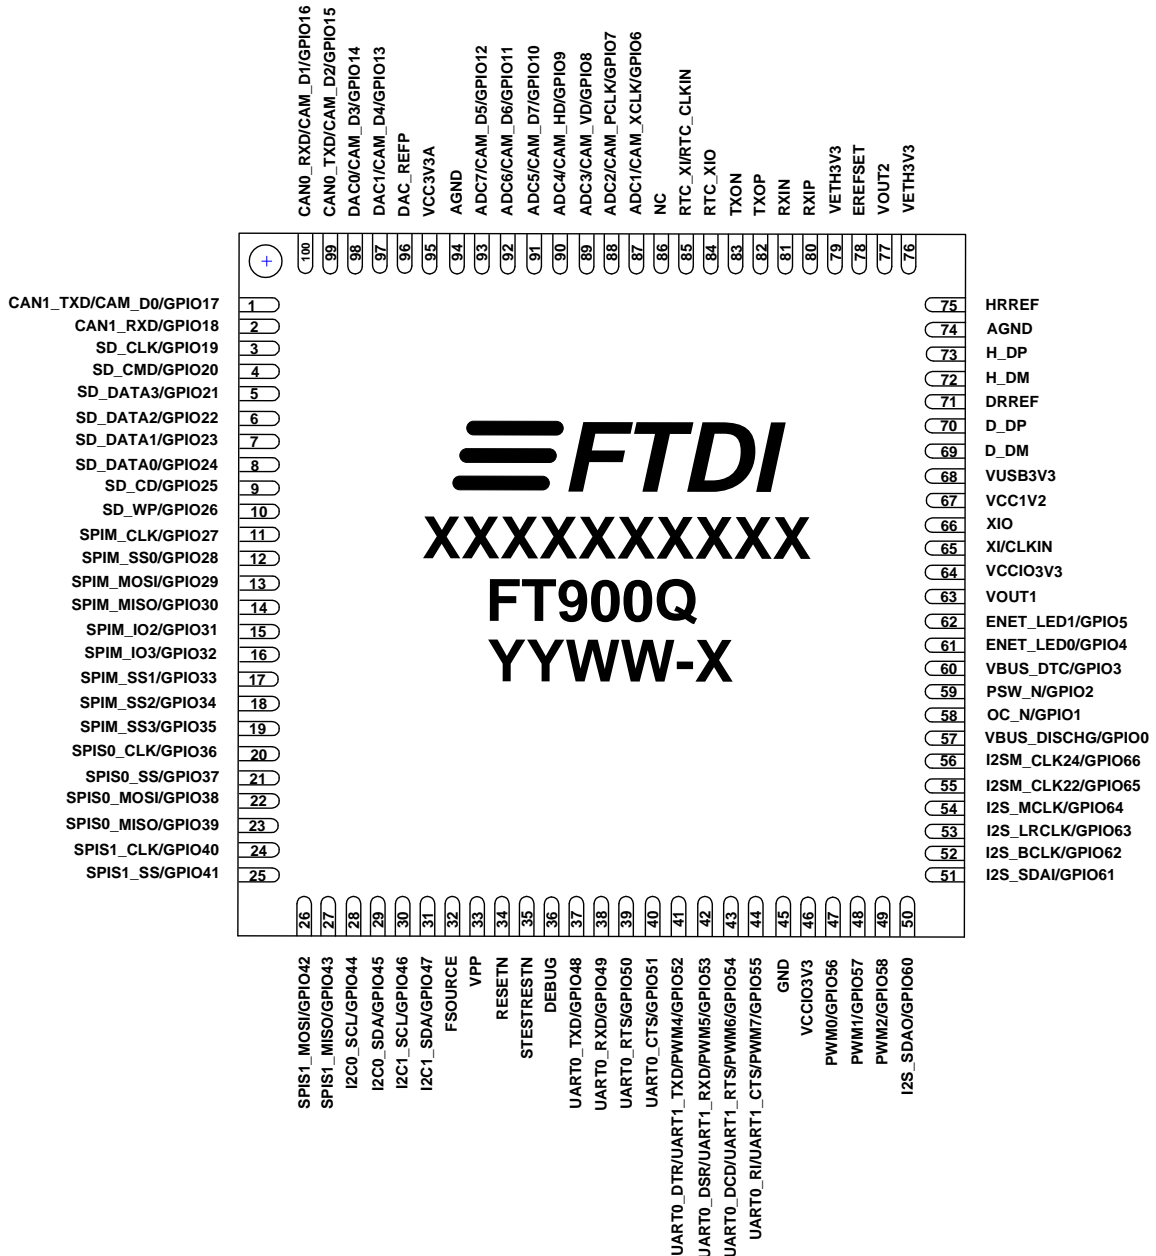 CAN0_RXD/CAM_D1/GPIO16
CAN0_TXD/CAM_D2/GPIO15
DAC0/CAM_D3/GPIO14
DAC1/CAM_D4/GPIO13
DAC_REFP
VCC3V3A
AGND
ADC7/CAM_D5/GPIO12
ADC6/CAM_D6/GPIO11
ADC5/CAM_D7/GPIO10
ADC4/CAM_HD/GPIO9
ADC3/CAM_VD/GPIO8
ADC2/CAM_PCLK/GPIO7
ADC1/CAM_XCLK/GPIO6
NC
RTC_XI/RTC_CLKIN
RTC_XIO
TXON
TXOP
RXIN
RXIP
VETH3V3
EREFSET
VOUT2
VETH3V3
100
99
98
97
96
95
94
93
92
91
90
89
88
87
86
85
84
83
82
81
80
79
78
77
76
CAN1_TXD/CAM_D0/GPIO17 1
CAN1_RXD/GPIO18 2
SD_CLK/GPIO19 3
SD_CMD/GPIO20 4
SD_DATA3/GPIO21 5
SD_DATA2/GPIO22 6
SD_DATA1/GPIO23 7
SD_DATA0/GPIO24 8
SD_CD/GPIO25 9
SD_WP/GPIO26 10
SPIM_CLK/GPIO27 11
SPIM_SS0/GPIO28 12
SPIM_MOSI/GPIO29 13
SPIM_MISO/GPIO30 14
SPIM_IO2/GPIO31 15
SPIM_IO3/GPIO32 16
SPIM_SS1/GPIO33 17
SPIM_SS2/GPIO34 18
SPIM_SS3/GPIO35 19
SPIS0_CLK/GPIO36 20
SPIS0_SS/GPIO37 21
SPIS0_MOSI/GPIO38 22
SPIS0_MISO/GPIO39 23
SPIS1_CLK/GPIO40 24
SPIS1_SS/GPIO41 25
FTDI
XXXXXXXXXX
FT900Q
YYWW-X
75 HRREF
74 AGND
73 H_DP
72 H_DM
71 DRREF
70 D_DP
69 D_DM
68 VUSB3V3
67 VCC1V2
66 XIO
65 XI/CLKIN
64 VCCIO3V3
63 VOUT1
62 ENET_LED1/GPIO5
61 ENET_LED0/GPIO4
60 VBUS_DTC/GPIO3
59 PSW_N/GPIO2
58 OC_N/GPIO1
57 VBUS_DISCHG/GPIO0
56 I2SM_CLK24/GPIO66
55 I2SM_CLK22/GPIO65
54 I2S_MCLK/GPIO64
53 I2S_LRCLK/GPIO63
52 I2S_BCLK/GPIO62
51 I2S_SDAI/GPIO61
26
27
28
29
30
31
32
33
34
35
36
37
38
39
40
41
42
43
44
45
46
47
48
49
50
SPIS1_MOSI/GPIO42
SPIS1_MISO/GPIO43
I2C0_SCL/GPIO44
I2C0_SDA/GPIO45
I2C1_SCL/GPIO46
I2C1_SDA/GPIO47
FSOURCE
VPP
RESETN
STESTRESTN
DEBUG
UART0_TXD/GPIO48
UART0_RXD/GPIO49
UART0_RTS/GPIO50
UART0_CTS/GPIO51
UART0_DTR/UART1_TXD/PWM4/GPIO52
UART0_DSR/UART1_RXD/PWM5/GPIO53
UART0_DCD/UART1_RTS/PWM6/GPIO54
UART0_RI/UART1_CTS/PWM7/GPIO55
GND
VCCIO3V3
PWM0/GPIO56
PWM1/GPIO57
PWM2/GPIO58
I2S_SDAO/GPIO60